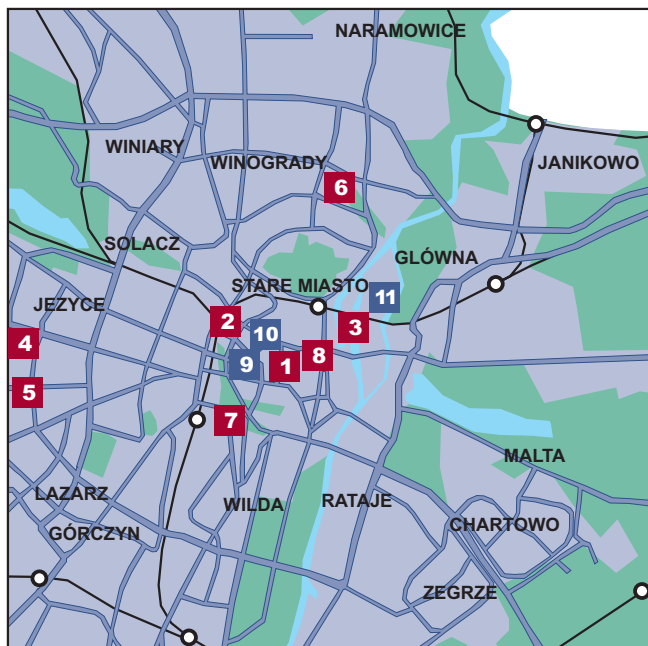 NARAMOWICE
WINIARY
WINOGRADY
JANIKOWO
6
SOLACZ
GLÓWNA
STARE MIASTO
11
JEZYCE
2
3
10
4
8
9
1
5
7
MALTA
LAZARZ
WILDA
RATAJE
CHARTOWO
GÓRCZYN
ZEGRZE